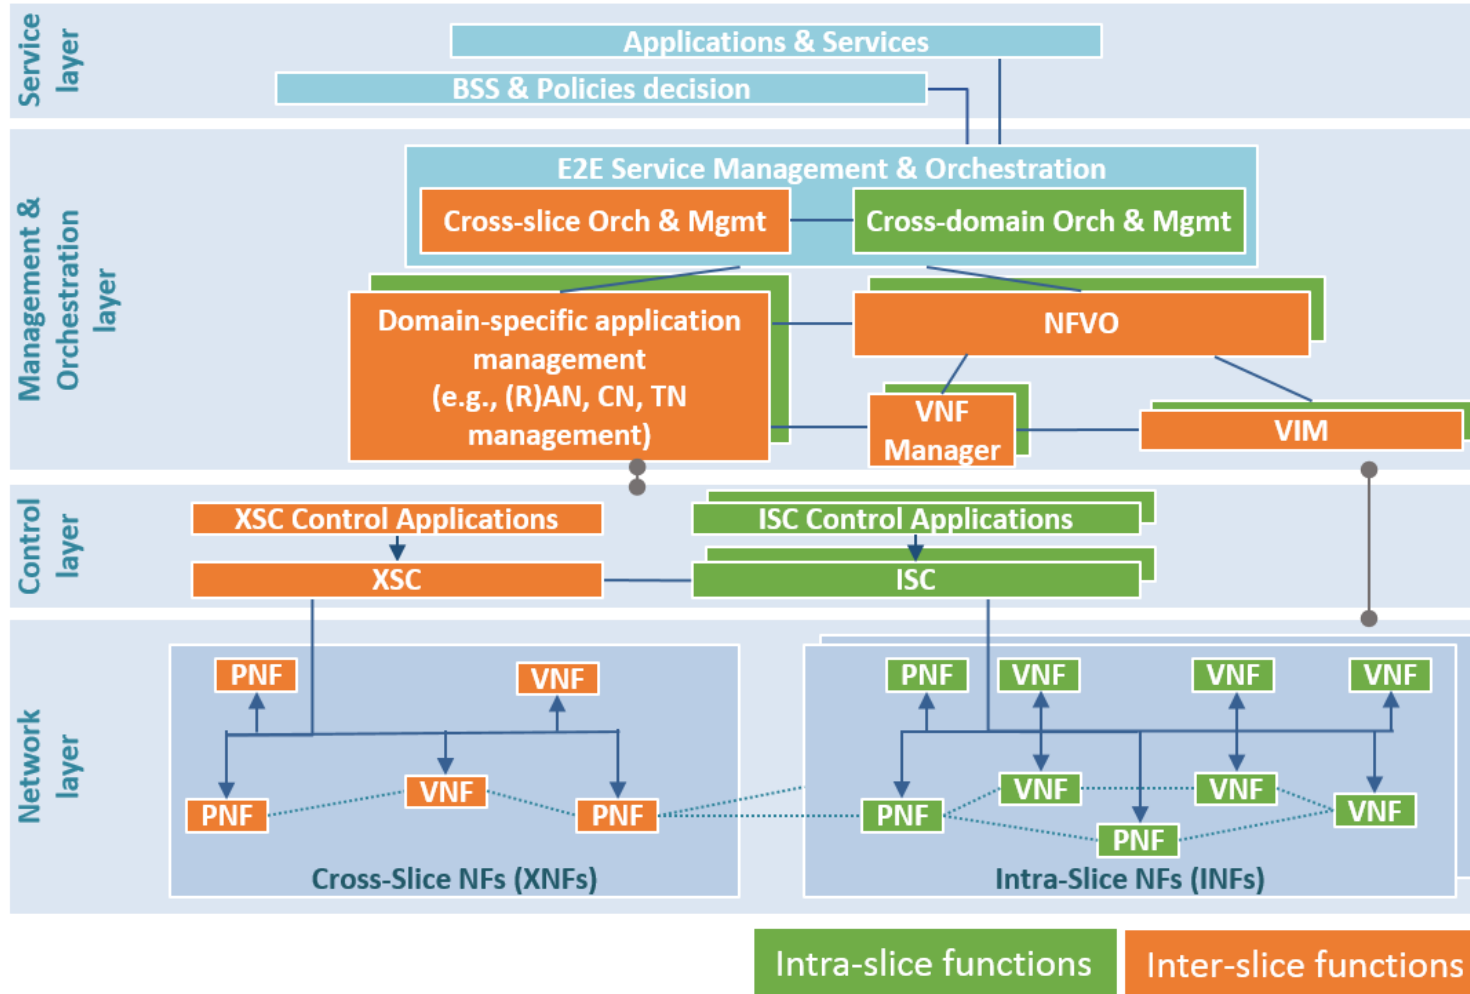 Service
layer
Applications & Services
BSS & Policies decision
Management &
Orchestration
layer
E2E Service Management & Orchestration
Cross-slice Orch & Mgmt
Cross-domain Orch & Mgmt
Domain-specific application
management
(e.g., (R)AN, CN, TN
management)
NFVO
VNF
Manager
VIM
Control
layer
XSC Control Applications
ISC Control Applications
XSC
ISC
Network
layer
PNF
VNF
PNF
VNF
PNF
Cross-Slice NFs (XNFs)
PNF
VNF
VNF
VNF
PNF
VNF
PNF
VNF
VNF
Intra-Slice NFs (INFs)
Intra-slice functions
Inter-slice functions